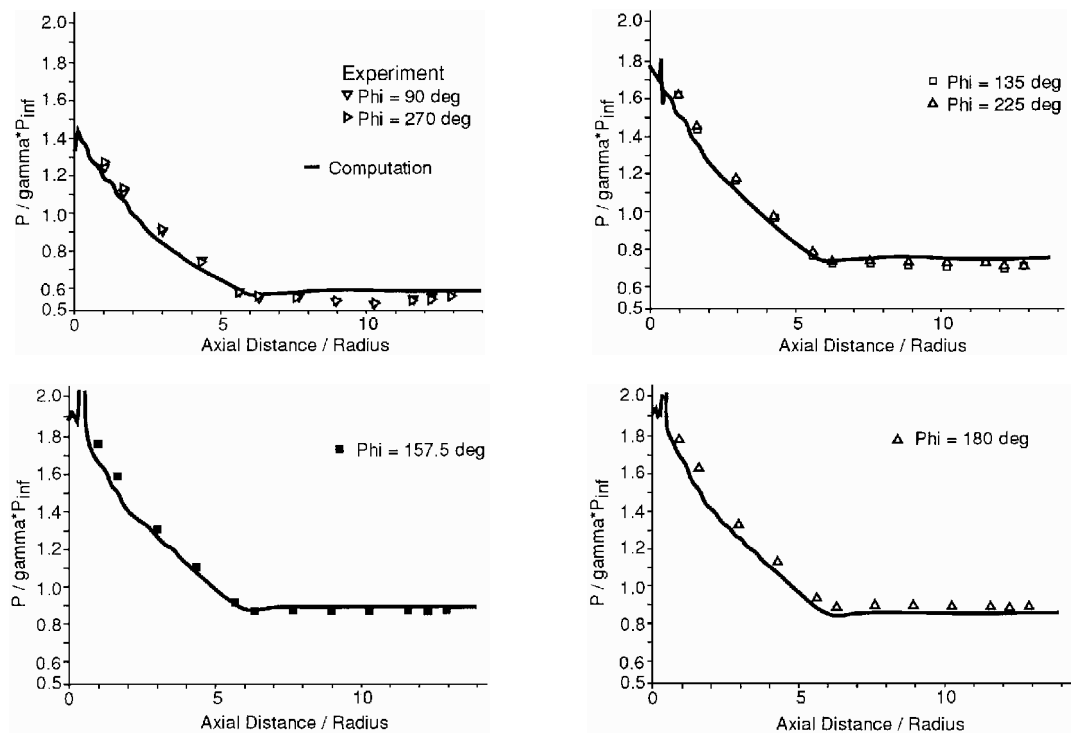 2.0
1.8
1.6
1.4
1.2
1.0
0.8
0.6
0.5
P / gamma*P_inf
Experiment
Phi = 90 deg
Phi = 270 deg
Computation
0 5 10
Axial Distance / Radius
2.0
1.8
1.6
1.4
1.2
1.0
0.8
0.6
0.5
P / gamma*P_inf
Phi = 135 deg
Phi = 225 deg
0 5 10
Axial Distance / Radius
2.0
1.8
1.6
1.4
1.2
1.0
0.8
0.6
0.5
P / gamma*P_inf
Phi = 157.5 deg
0 5 10
Axial Distance / Radius
2.0
1.8
1.6
1.4
1.2
1.0
0.8
0.6
0.5
P / gamma*P_inf
Phi = 180 deg
0 5 10
Axial Distance / Radius